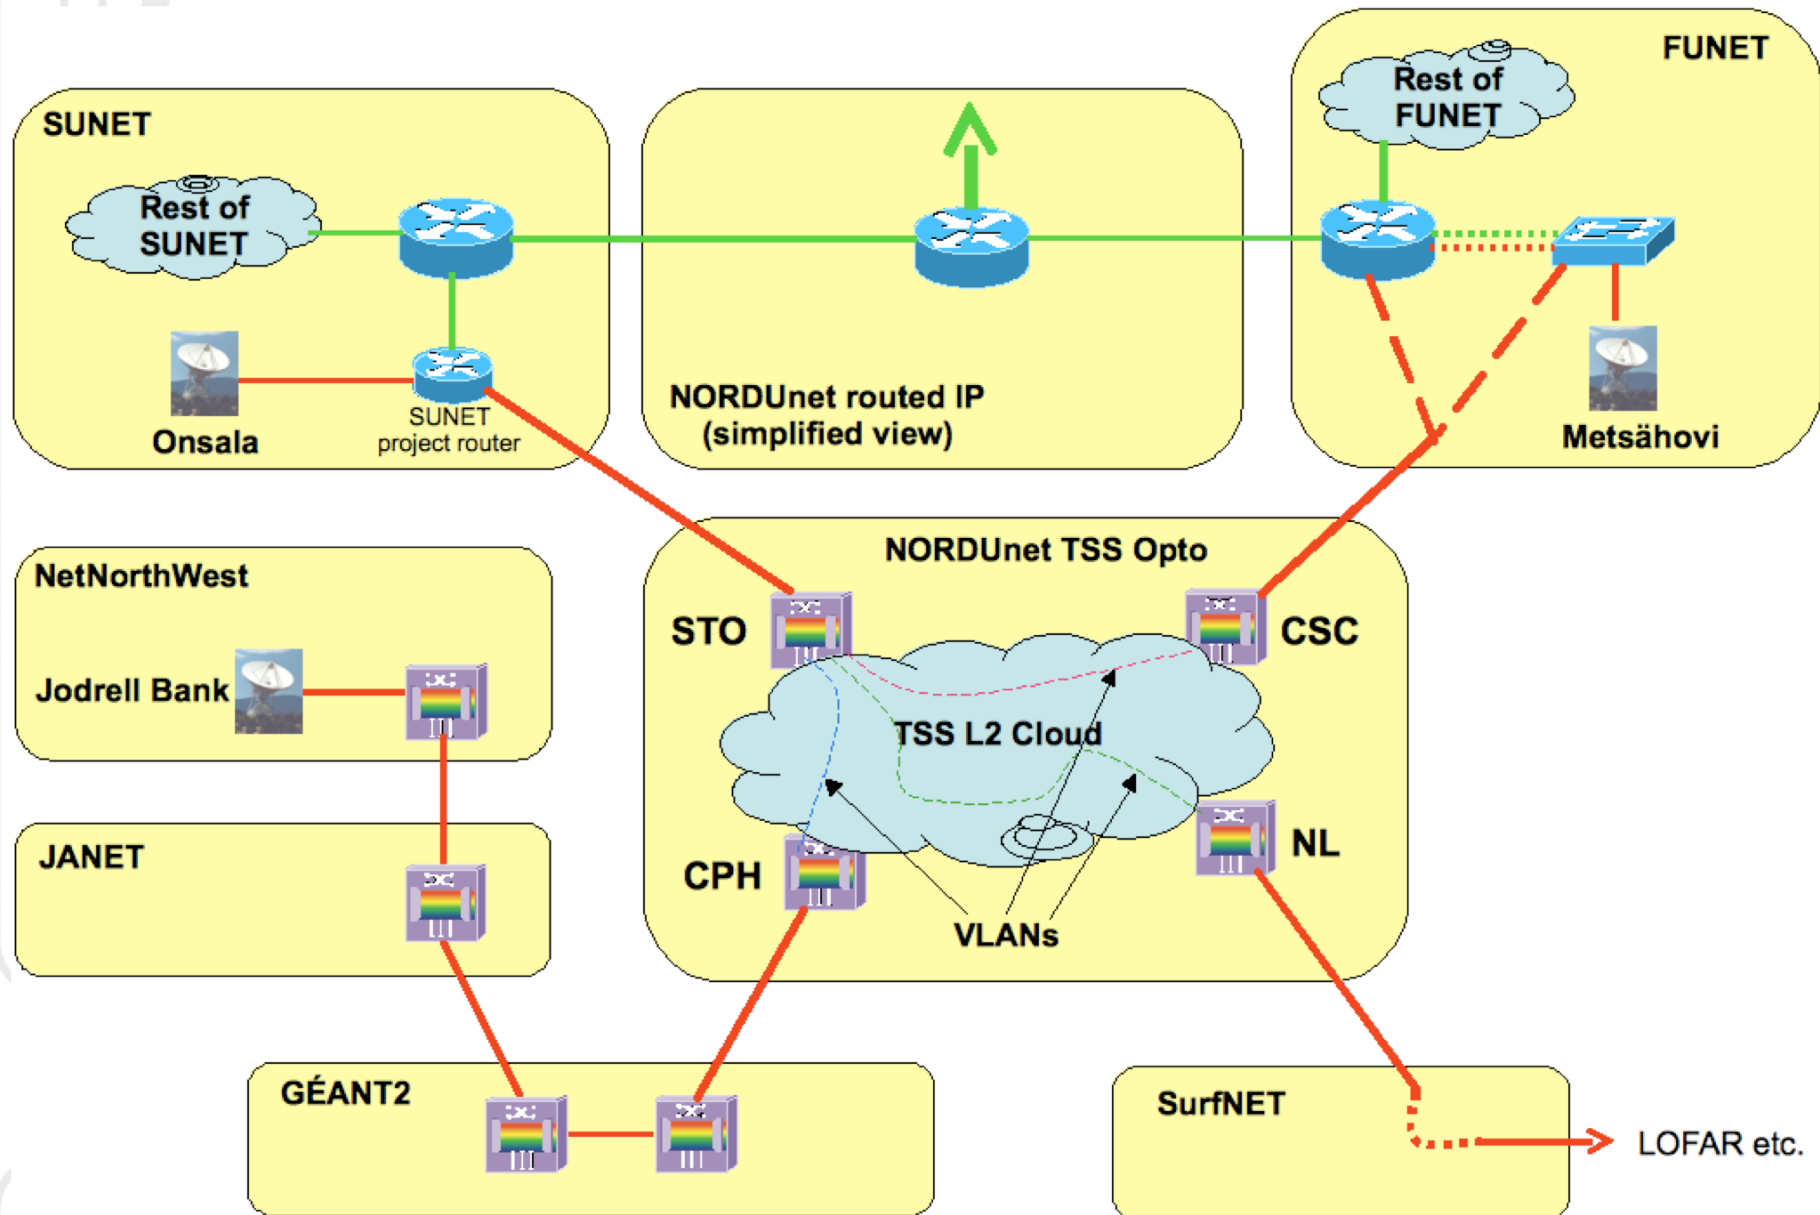 FUNET
Rest of
FUNET
SUNET
Rest of
SUNET
NORDUnet routed IP
(simplified view)
SUNET
project router
Onsala
Metsähovi
NORDUnet TSS Opto
NetNorthWest
STO
CSC
Jodrell Bank
TSS L2 Cloud
JANET
CPH
NL
VLANs
GÉANT2
SurfNET
LOFAR etc.